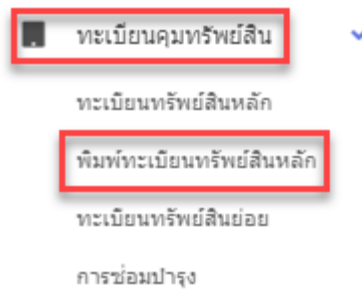 ทะเบียนคุมทรัพย์สิน
ทะเบียนทรัพย์สินหลัก
พิมพ์ทะเบียนทรัพย์สินหลัก
ทะเบียนทรัพย์สินย่อย
การซ่อมบำรุง